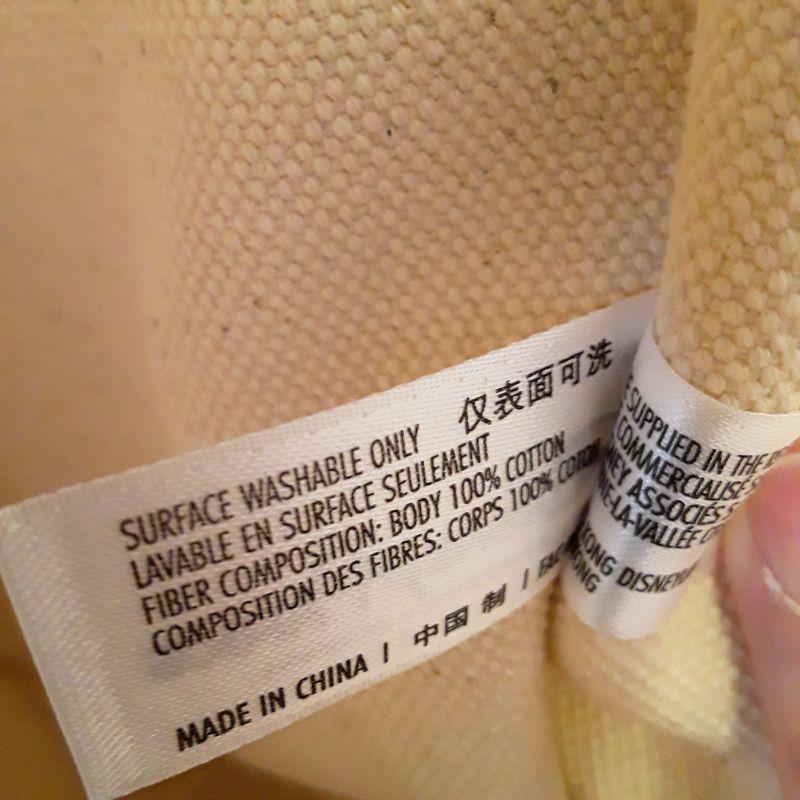 仅表面可洗
SURFACE WASHABLE ONLY
LAVABLE EN SURFACE SEULEMENT
FIBER COMPOSITION: BODY 100% COTTON
COMPOSITION DES FIBRES: CORPS 100% COTON
MADE IN CHINA | 中国 制 |
SUPPLIED IN THE
COMMERCIALISÉ
ASSOCIÉS
-LA-VALLÉE
DISNEY